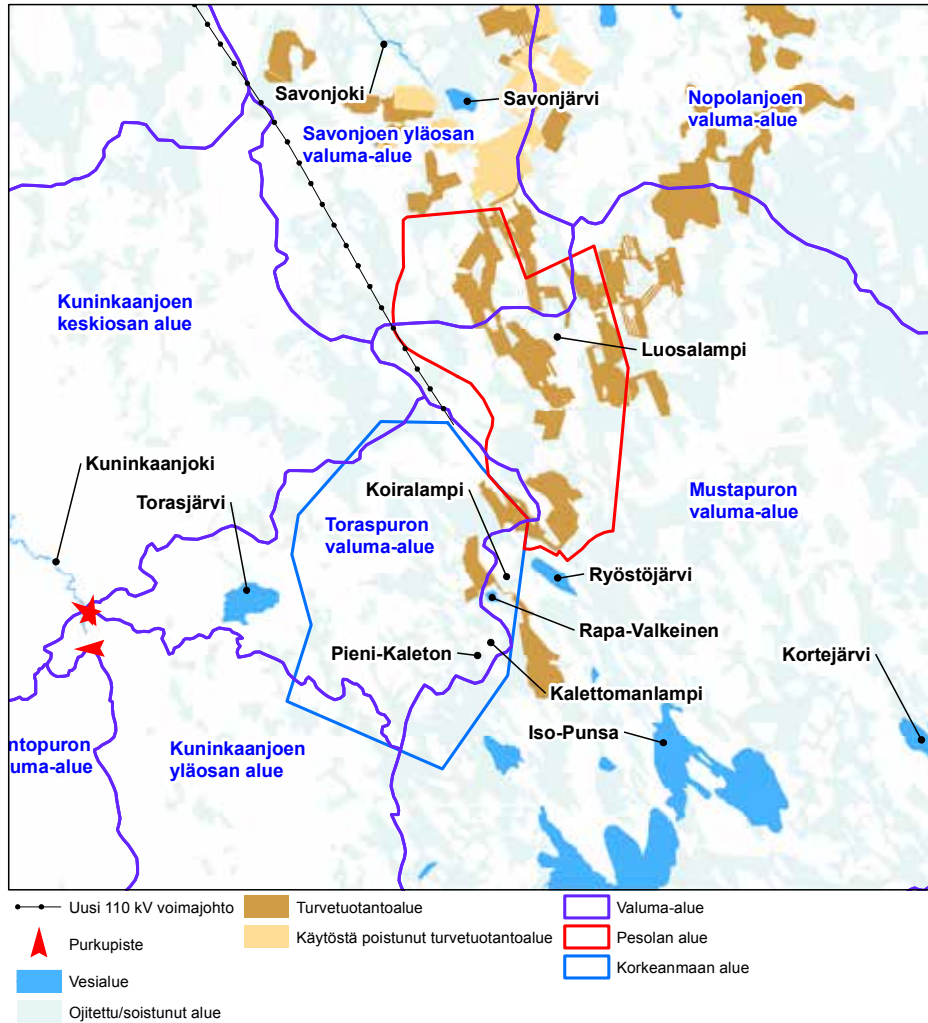 Savonjoki
Savonjärvi
Nopolanjoen
valuma-alue
Savonjoen yläosan
valuma-alue
Kuninkaanjoen
keskiosan alue
Luosalampi
Kuninkaanjoki
Torasjärvi
Koiralampi
Mustapuron
valuma-alue
Toraspuron
valuma-alue
Ryöstöjärvi
Rapa-Valkeinen
Pieni-Kaleton
Kortejärvi
Kalettomanlampi
Iso-Punsa
ntopuron
uma-alue
Kuninkaanjoen
yläosan alue
Uusi 110 kV voimajohto
Purkupiste
Vesialue
Ojitettu/soistunut alue
Turvetuotantoalue
Käytöstä poistunut turvetuotantoalue
Valuma-alue
Pesolan alue
Korkeanmaan alue